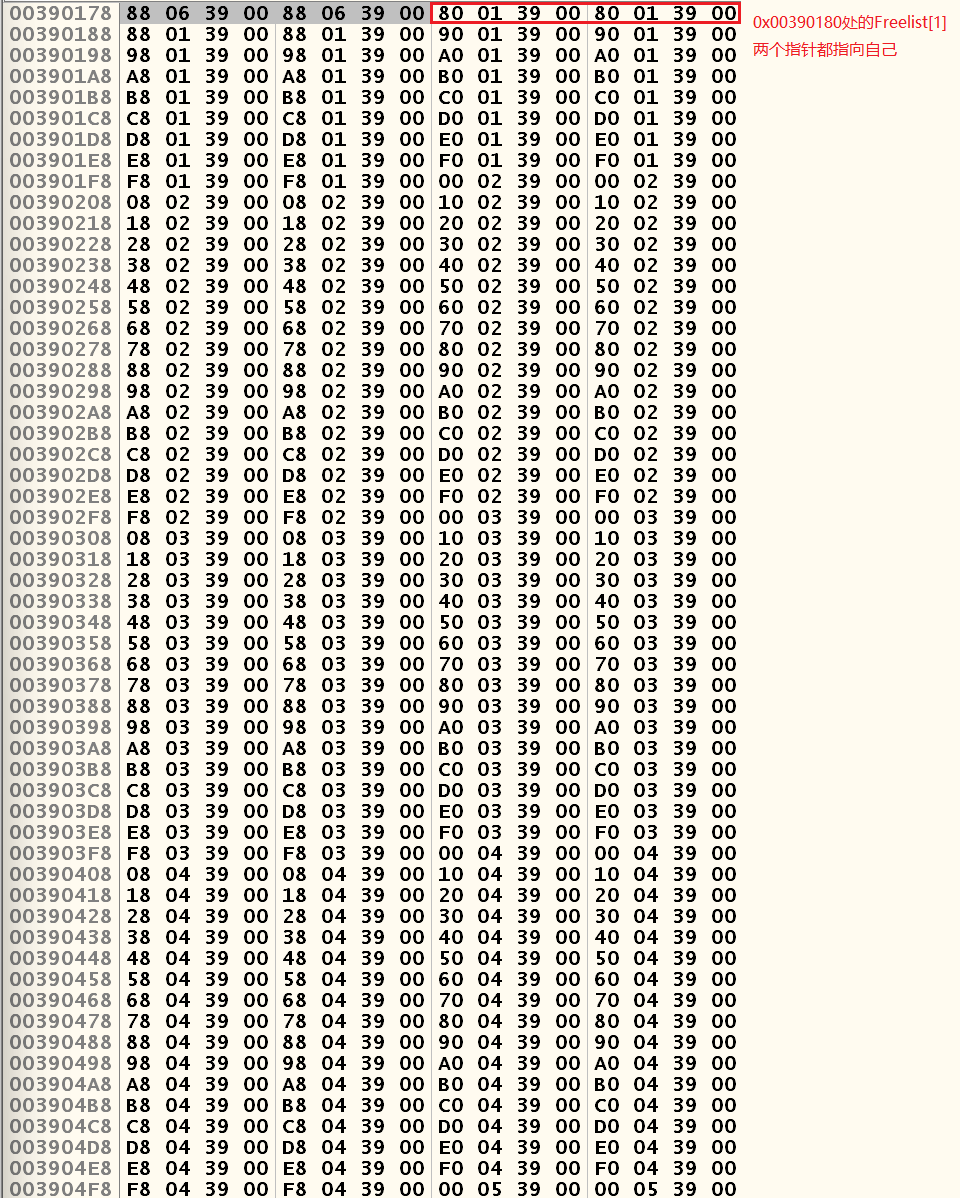 00390178 88 06 39 00 88 06 39 00 80 01 39 00 80 01 39 00
0x00390180处的Freelist[1]
两个指针都指向自己
00390188 88 01 39 00 88 01 39 00 90 01 39 00 90 01 39 00
00390198 98 01 39 00 98 01 39 00 A0 01 39 00 A0 01 39 00
003901A8 A8 01 39 00 A8 01 39 00 B0 01 39 00 B0 01 39 00
003901B8 B8 01 39 00 B8 01 39 00 C0 01 39 00 C0 01 39 00
003901C8 C8 01 39 00 C8 01 39 00 D0 01 39 00 D0 01 39 00
003901D8 D8 01 39 00 D8 01 39 00 E0 01 39 00 E0 01 39 00
003901E8 E8 01 39 00 E8 01 39 00 F0 01 39 00 F0 01 39 00
003901F8 F8 01 39 00 F8 01 39 00 00 02 39 00 00 02 39 00
00390208 08 02 39 00 08 02 39 00 10 02 39 00 10 02 39 00
00390218 18 02 39 00 18 02 39 00 20 02 39 00 20 02 39 00
00390228 28 02 39 00 28 02 39 00 30 02 39 00 30 02 39 00
00390238 38 02 39 00 38 02 39 00 40 02 39 00 40 02 39 00
00390248 48 02 39 00 48 02 39 00 50 02 39 00 50 02 39 00
00390258 58 02 39 00 58 02 39 00 60 02 39 00 60 02 39 00
00390268 68 02 39 00 68 02 39 00 70 02 39 00 70 02 39 00
00390278 78 02 39 00 78 02 39 00 80 02 39 00 80 02 39 00
00390288 88 02 39 00 88 02 39 00 90 02 39 00 90 02 39 00
00390298 98 02 39 00 98 02 39 00 A0 02 39 00 A0 02 39 00
003902A8 A8 02 39 00 A8 02 39 00 B0 02 39 00 B0 02 39 00
003902B8 B8 02 39 00 B8 02 39 00 C0 02 39 00 C0 02 39 00
003902C8 C8 02 39 00 C8 02 39 00 D0 02 39 00 D0 02 39 00
003902D8 D8 02 39 00 D8 02 39 00 E0 02 39 00 E0 02 39 00
003902E8 E8 02 39 00 E8 02 39 00 F0 02 39 00 F0 02 39 00
003902F8 F8 02 39 00 F8 02 39 00 00 03 39 00 00 03 39 00
00390308 08 03 39 00 08 03 39 00 10 03 39 00 10 03 39 00
00390318 18 03 39 00 18 03 39 00 20 03 39 00 20 03 39 00
00390328 28 03 39 00 28 03 39 00 30 03 39 00 30 03 39 00
00390338 38 03 39 00 38 03 39 00 40 03 39 00 40 03 39 00
00390348 48 03 39 00 48 03 39 00 50 03 39 00 50 03 39 00
00390358 58 03 39 00 58 03 39 00 60 03 39 00 60 03 39 00
00390368 68 03 39 00 68 03 39 00 70 03 39 00 70 03 39 00
00390378 78 03 39 00 78 03 39 00 80 03 39 00 80 03 39 00
00390388 88 03 39 00 88 03 39 00 90 03 39 00 90 03 39 00
00390398 98 03 39 00 98 03 39 00 A0 03 39 00 A0 03 39 00
003903A8 A8 03 39 00 A8 03 39 00 B0 03 39 00 B0 03 39 00
003903B8 B8 03 39 00 B8 03 39 00 C0 03 39 00 C0 03 39 00
003903C8 C8 03 39 00 C8 03 39 00 D0 03 39 00 D0 03 39 00
003903D8 D8 03 39 00 D8 03 39 00 E0 03 39 00 E0 03 39 00
003903E8 E8 03 39 00 E8 03 39 00 F0 03 39 00 F0 03 39 00
003903F8 F8 03 39 00 F8 03 39 00 00 04 39 00 00 04 39 00
00390408 08 04 39 00 08 04 39 00 10 04 39 00 10 04 39 00
00390418 18 04 39 00 18 04 39 00 20 04 39 00 20 04 39 00
00390428 28 04 39 00 28 04 39 00 30 04 39 00 30 04 39 00
00390438 38 04 39 00 38 04 39 00 40 04 39 00 40 04 39 00
00390448 48 04 39 00 48 04 39 00 50 04 39 00 50 04 39 00
00390458 58 04 39 00 58 04 39 00 60 04 39 00 60 04 39 00
00390468 68 04 39 00 68 04 39 00 70 04 39 00 70 04 39 00
00390478 78 04 39 00 78 04 39 00 80 04 39 00 80 04 39 00
00390488 88 04 39 00 88 04 39 00 90 04 39 00 90 04 39 00
00390498 98 04 39 00 98 04 39 00 A0 04 39 00 A0 04 39 00
003904A8 A8 04 39 00 A8 04 39 00 B0 04 39 00 B0 04 39 00
003904B8 B8 04 39 00 B8 04 39 00 C0 04 39 00 C0 04 39 00
003904C8 C8 04 39 00 C8 04 39 00 D0 04 39 00 D0 04 39 00
003904D8 D8 04 39 00 D8 04 39 00 E0 04 39 00 E0 04 39 00
003904E8 E8 04 39 00 E8 04 39 00 F0 04 39 00 F0 04 39 00
003904F8 F8 04 39 00 F8 04 39 00 00 05 39 00 00 05 39 00